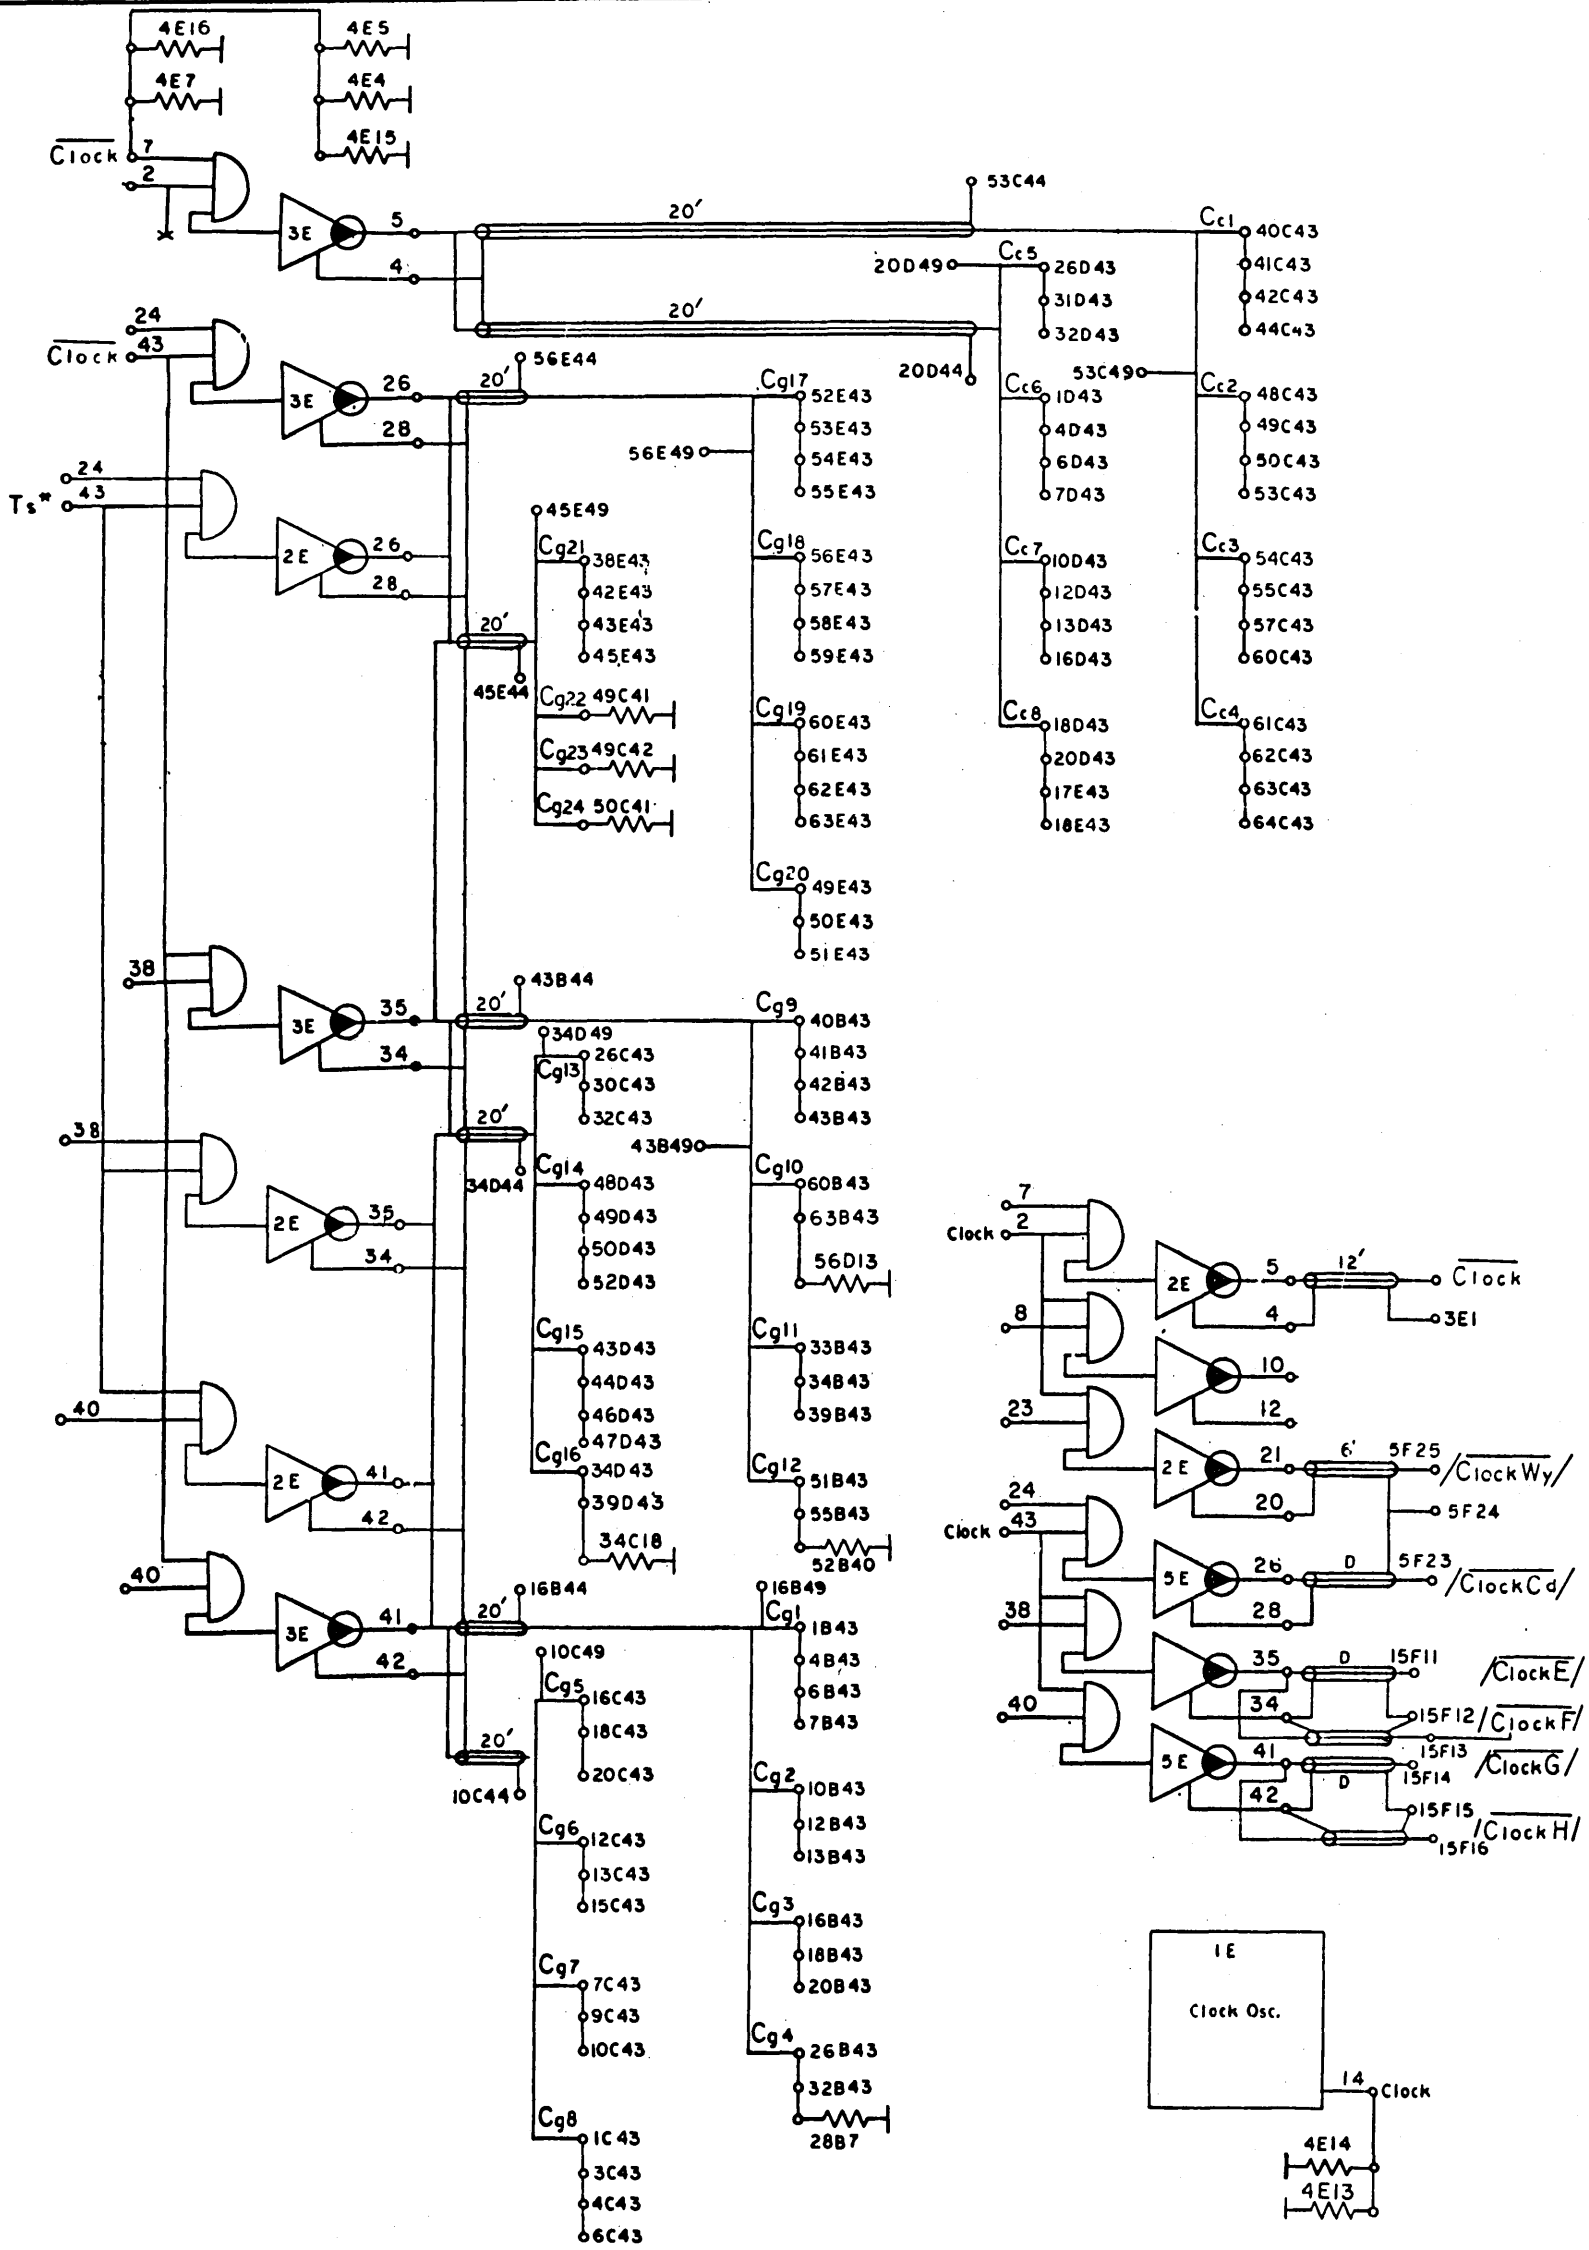 4E16
4E5
4E7
4E4
4E15
Clock 7
2
3E
5
4
20'
53C44
20'
20D49
20D44
Cc5
26D43
31D43
32D43
Cc1
40C43
41C43
42C43
44C43
24
Clock 43
3E
26
28
20'
56E44
56E49
Cg17
52E43
53E43
54E43
55E43
Cc6
1D43
4D43
6D43
7D43
53C49
Cc2
48C43
49C43
50C43
53C43
24
Ts* 43
2E
26
28
20'
45E44
45E49
Cg21
38E43
42E43
43E43
45E43
Cg22 49C41
Cg23 49C42
Cg24 50C41
Cg18
56E43
57E43
58E43
59E43
Cg19
60E43
61E43
62E43
63E43
Cg20
49E43
50E43
51E43
Cc7
10D43
12D43
13D43
16D43
Cc8
18D43
20D43
17E43
18E43
Cc3
54C43
55C43
57C43
60C43
Cc4
61C43
62C43
63C43
64C43
38
3E
35
34
20'
43B44
20'
34D44
34D49
Cg13
26C43
30C43
32C43
Cg14
48D43
49D43
50D43
52D43
Cg15
43D43
44D43
46D43
47D43
Cg16
34D43
39D43
34C18
Cg9
40B43
41B43
42B43
43B43
43B49
Cg10
60B43
63B43
56D13
Cg11
33B43
34B43
39B43
Cg12
51B43
55B43
52B40
38
2E
35
34
40
2E
41
42
40
3E
41
42
20'
16B44
16B49
20'
10C44
10C49
Cg5
16C43
18C43
20C43
Cg6
12C43
13C43
15C43
Cg7
7C43
9C43
10C43
Cg8
1C43
3C43
4C43
6C43
Cg1
1B43
4B43
6B43
7B43
Cg2
10B43
12B43
13B43
Cg3
16B43
18B43
20B43
Cg4
26B43
32B43
28B7
7
Clock 2
2E
5
4
12'
Clock
3E1
8
10
12
23
2E
21
20
6'
5F25
/ClockWy/
5F24
24
Clock 43
5E
26
28
D
5F23
/ClockCd/
38
35
34
D
15F11
/ClockE/
15F12
/ClockF/
15F13
40
5E
41
42
D
15F14
/ClockG/
15F15
/ClockH/
15F16
1E
Clock Osc.
14
Clock
4E14
4E13